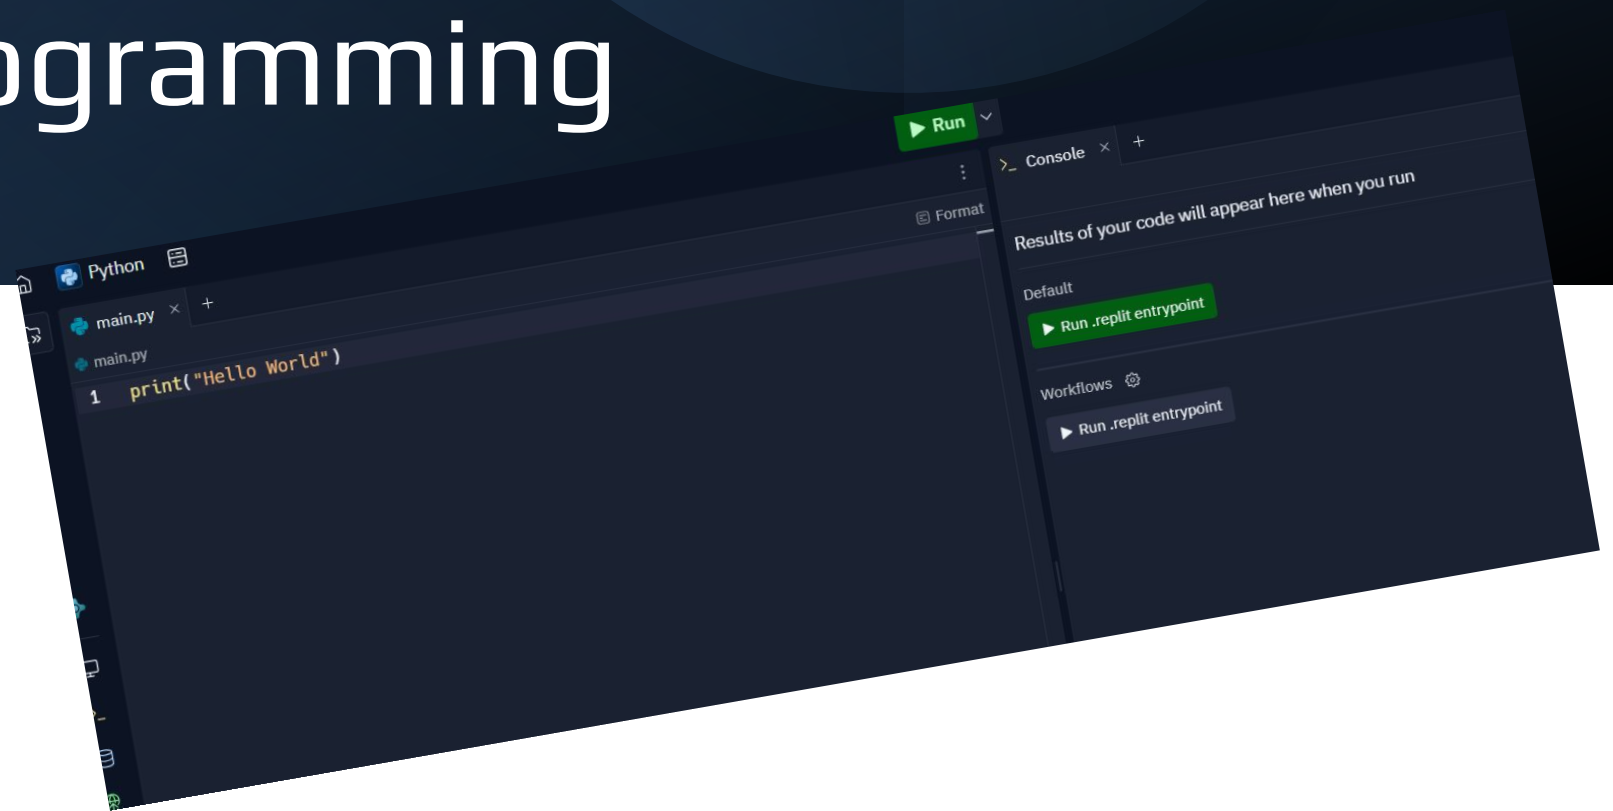 ogramming
Run
Python
main.py
main.py
Format
1 print("Hello World")
Console
Results of your code will appear here when you run
Default
Run .replit entrypoint
Workflows
Run .replit entrypoint